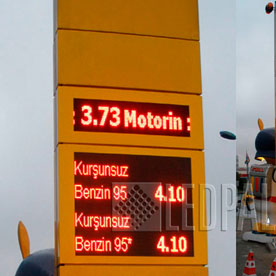 : 3.73 Motorin :
Kurşunsuz
Benzin 95 4.10
Kurşunsuz
Benzin 95* 4.10